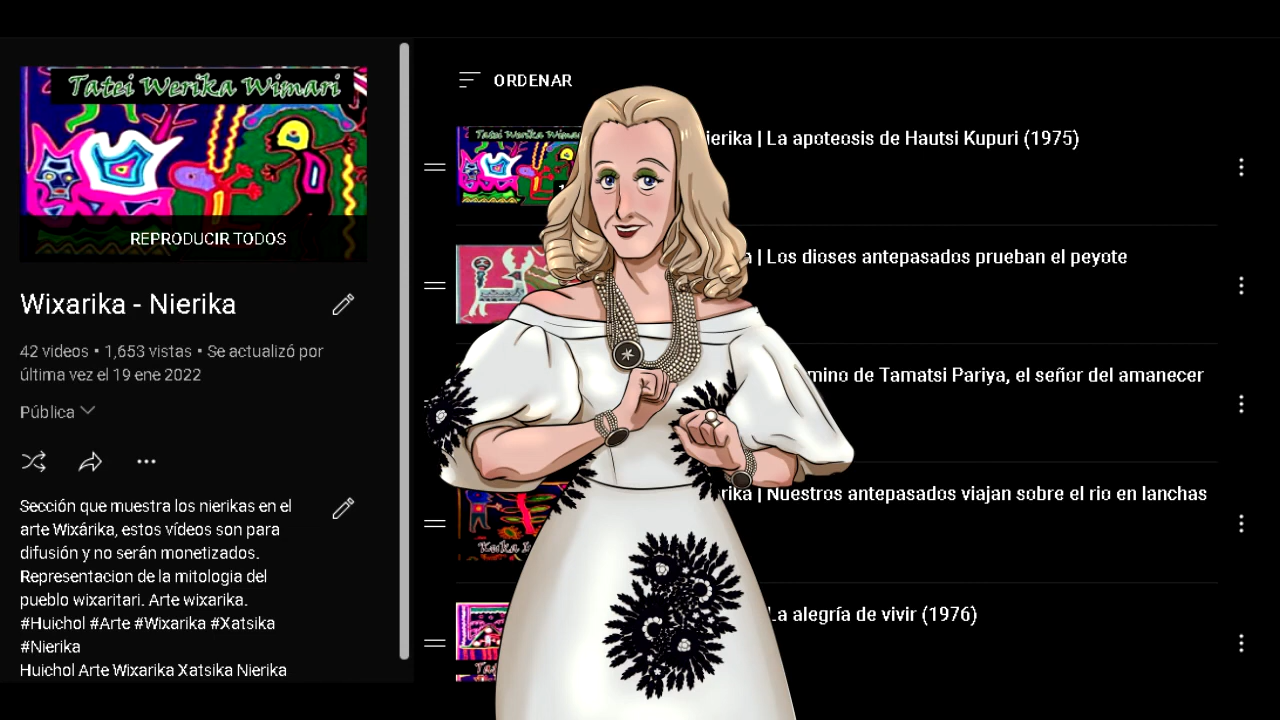 Tatei Werika Wimari
REPRODUCIR TODOS
Wixarika - Nierika
42 videos • 1,653 vistas • Se actualizó por
última vez el 19 ene 2022
Pública
Sección que muestra los nierikas en el
arte Wixárika, estos vídeos son para
difusión y no serán monetizados.
Representacion de la mitologia del
pueblo wixaritari. Arte wixarika.
#Huichol #Arte #Wixarika #Xatsika
#Nierika
Huichol Arte Wixarika Xatsika Nierika
ORDENAR
Tatei Werika Wima
ierika | La apoteosis de Hautsi Kupuri (1975)
a | Los dioses antepasados prueban el peyote
mino de Tamatsi Pariya, el señor del amanecer
rika | Nuestros antepasados viajan sobre el rio en lanchas
La alegría de vivir (1976)